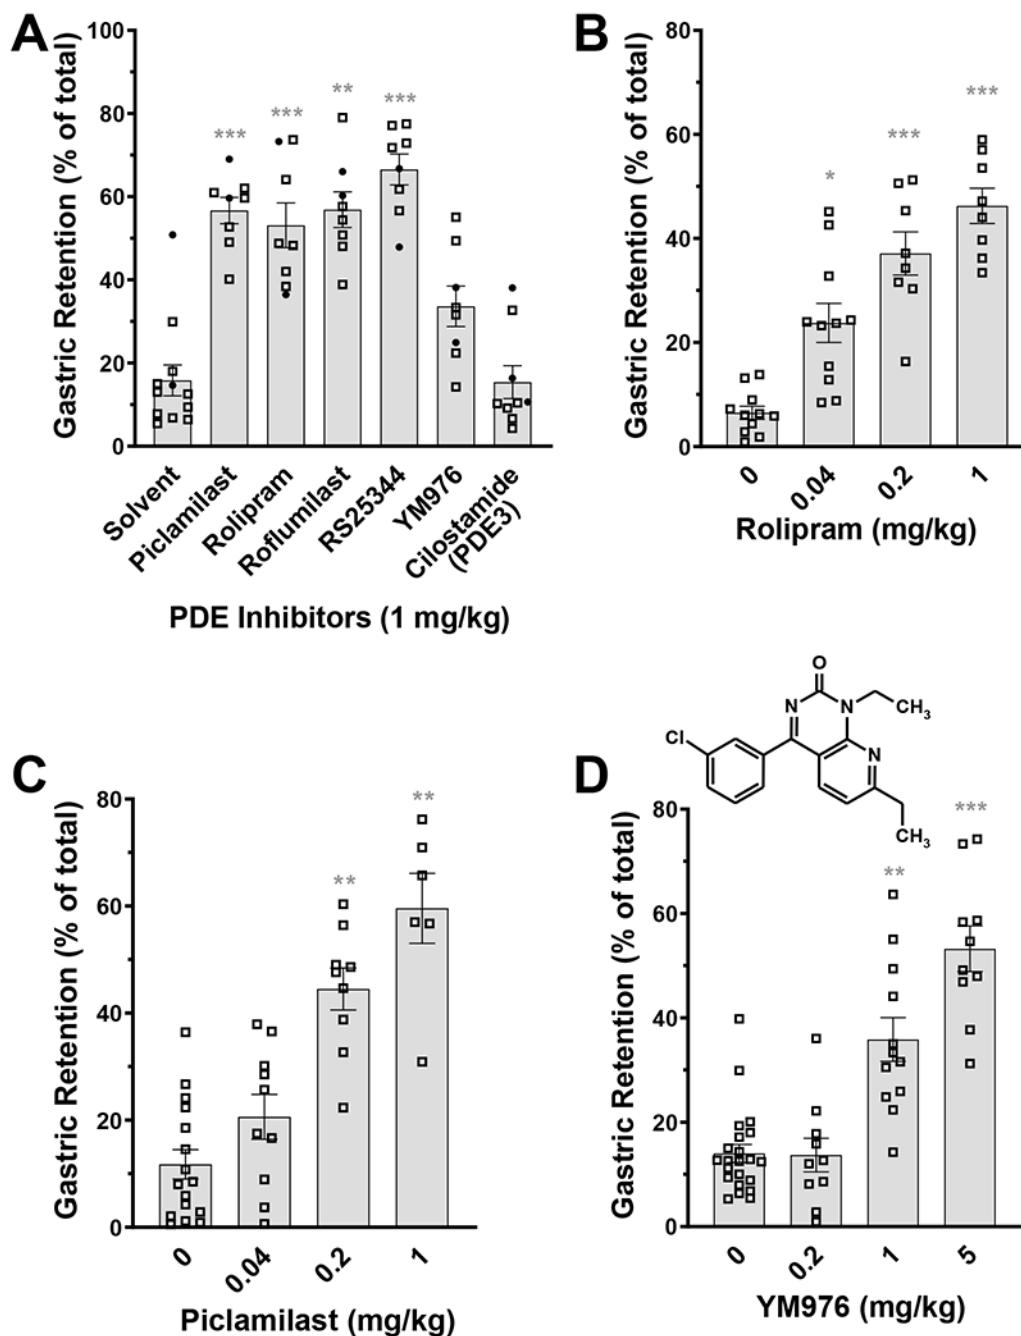 A
Gastric Retention (% of total)
100
80
60
40
20
0
***
***
**
***
Solvent
Piclamilast
Rolipram
Roflumilast
RS25344
YM976
Cilostamide
(PDE3)
PDE Inhibitors (1 mg/kg)
B
Gastric Retention (% of total)
80
60
40
20
0
*
***
***
0
0.04
0.2
1
Rolipram (mg/kg)
C
Gastric Retention (% of total)
80
60
40
20
0
**
**
0
0.04
0.2
1
Piclamilast (mg/kg)
D
O
N
N
CH3
Cl
N
CH3
Gastric Retention (% of total)
80
60
40
20
0
**
***
0
0.2
1
5
YM976 (mg/kg)